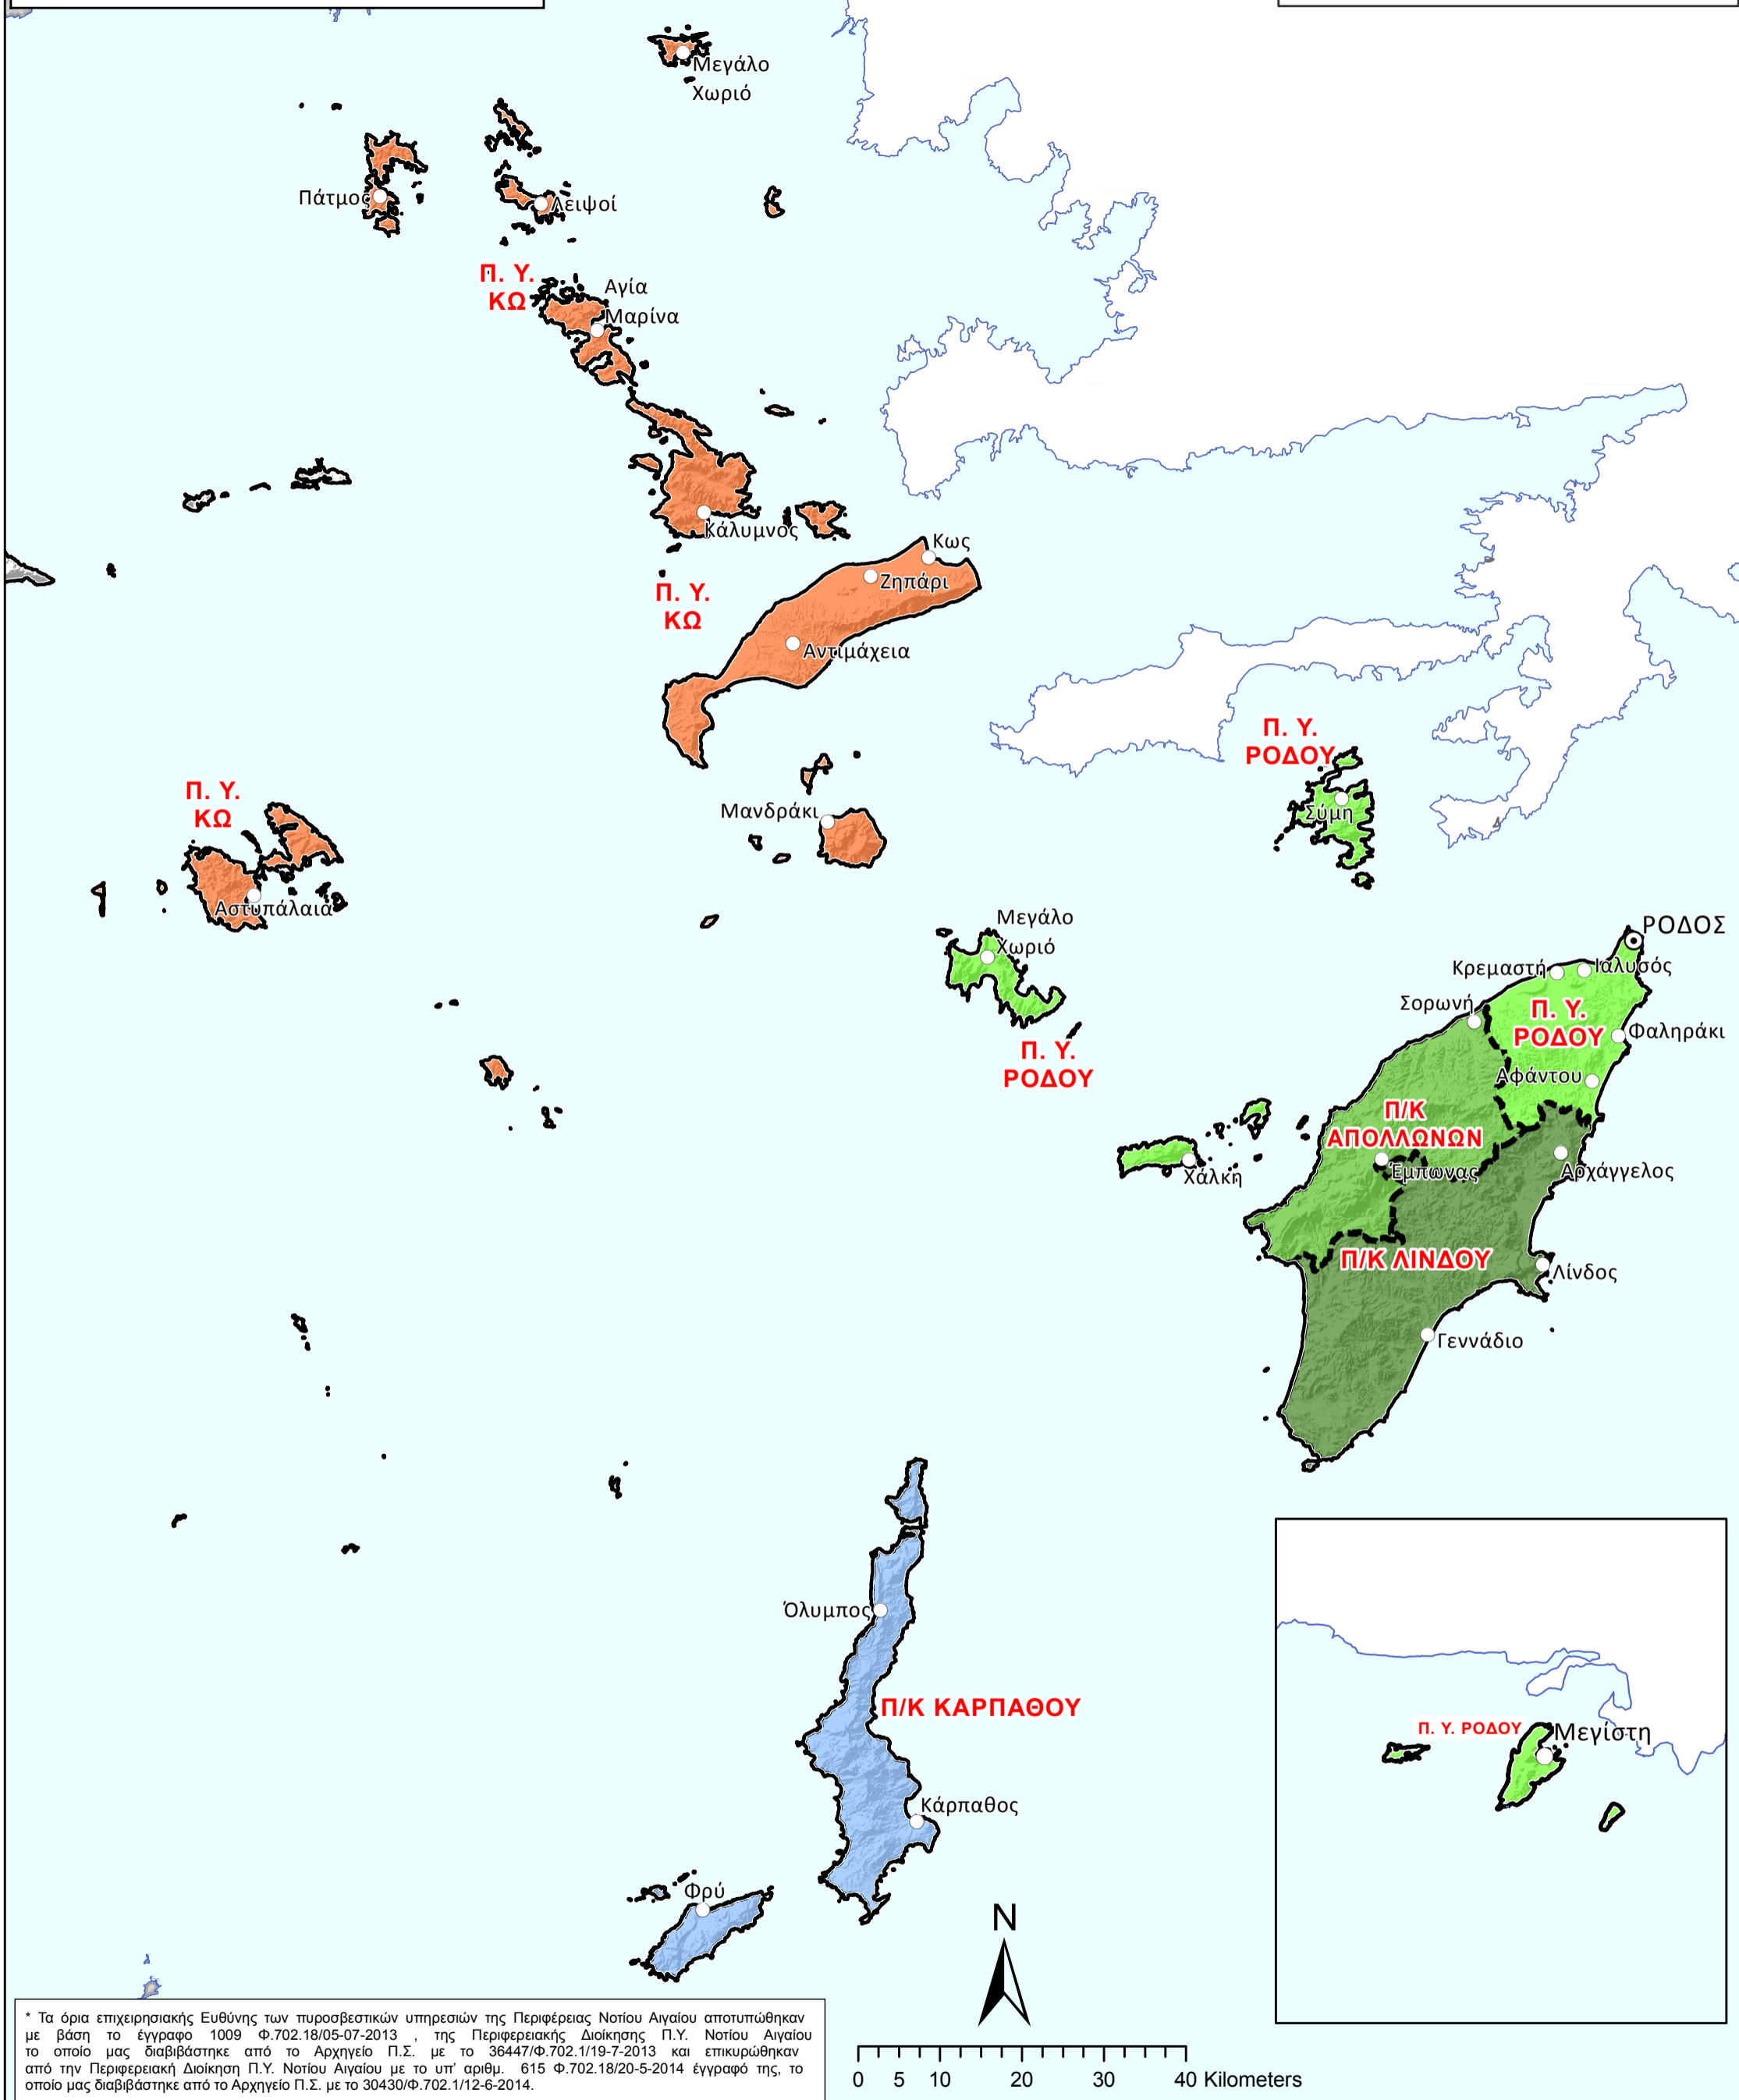 Μεγάλο
Χωριό
Πάτμος
Λειψοί
Π. Υ.
ΚΩ
Αγία
Μαρίνα
Κάλυμνος
Κως
Ζηπάρι
Π. Υ.
ΚΩ
Αντιμάχεια
Π. Υ.
ΡΟΔΟΥ
Σύμη
Π. Υ.
ΚΩ
Μανδράκι
Αστυπάλαια
Μεγάλο
Χωριό
ΡΟΔΟΣ
Κρεμαστή
Ιαλυσός
Σορωνή
Π. Υ.
ΡΟΔΟΥ
Φαληράκι
Π. Υ.
ΡΟΔΟΥ
Αφάντου
Π/Κ
ΑΠΟΛΛΩΝΩΝ
Έμπωνας
Αρχάγγελος
Χάλκη
Π/Κ ΛΙΝΔΟΥ
Λίνδος
Γεννάδιο
Όλυμπος
Π/Κ ΚΑΡΠΑΘΟΥ
Π. Υ. ΡΟΔΟΥ
Μεγίστη
Κάρπαθος
Φρύ
N
* Τα όρια επιχειρησιακής Ευθύνης των πυροσβεστικών υπηρεσιών της Περιφέρειας Νοτίου Αιγαίου αποτυπώθηκαν
με βάση το έγγραφο 1009 Φ.702.18/05-07-2013 , της Περιφερειακής Διοίκησης Π.Υ. Νοτίου Αιγαίου
το οποίο μας διαβιβάστηκε από το Αρχηγείο Π.Σ. με το 36447/Φ.702.1/19-7-2013 και επικυρώθηκαν
από την Περιφερειακή Διοίκηση Π.Υ. Νοτίου Αιγαίου με το υπ' αριθμ. 615 Φ.702.18/20-5-2014 έγγραφό της, το
οποίο μας διαβιβάστηκε από το Αρχηγείο Π.Σ. με το 30430/Φ.702.1/12-6-2014.
0 5 10 20 30 40 Kilometers